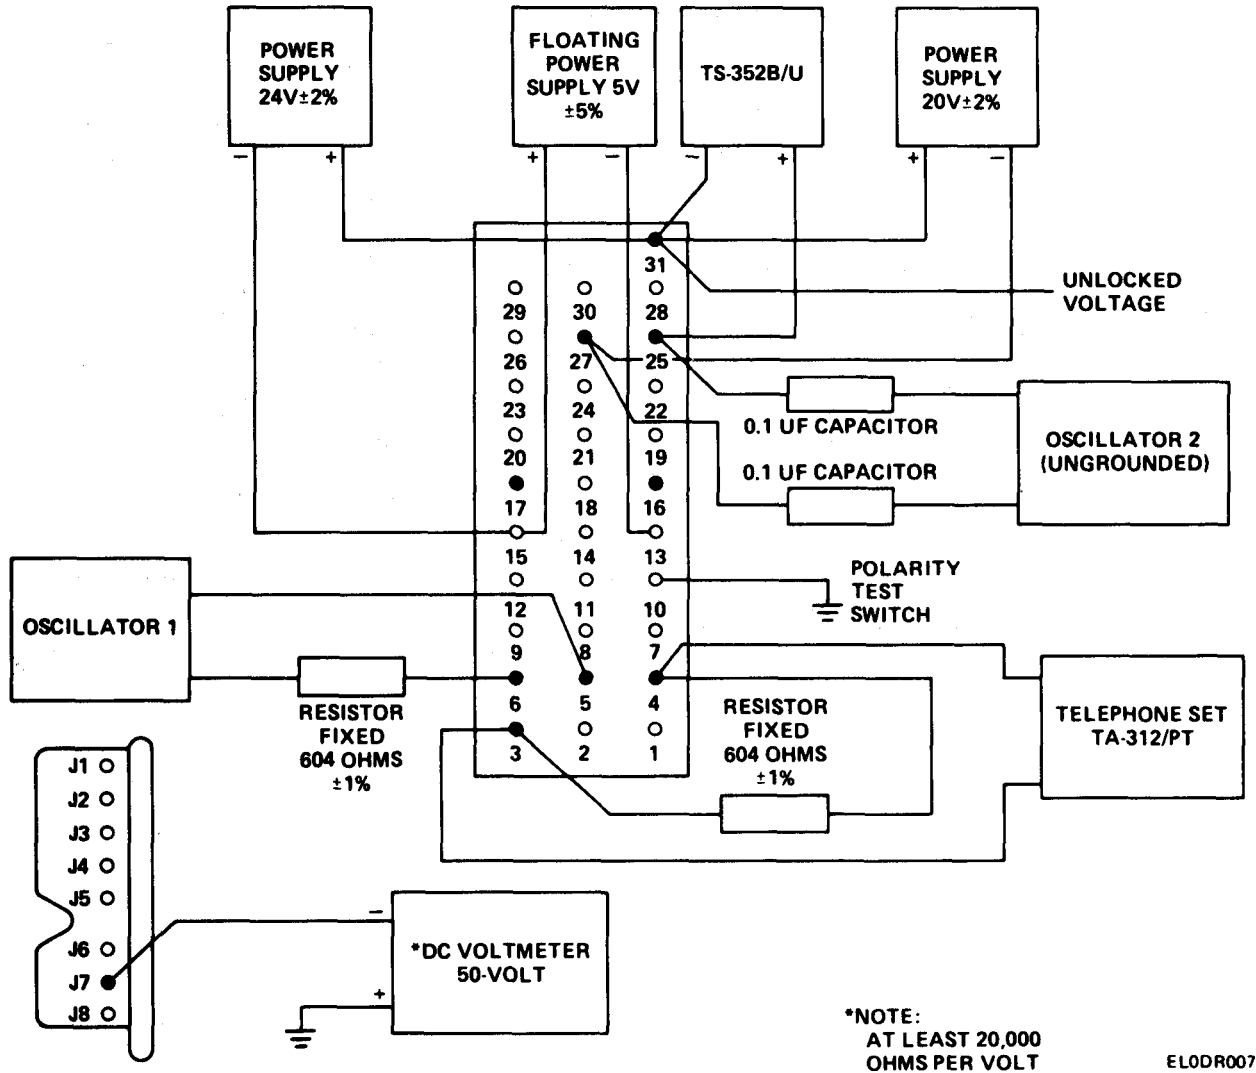 POWER
SUPPLY
24V±2%
FLOATING
POWER
SUPPLY 5V
±5%
TS-352B/U
POWER
SUPPLY
20V±2%
− +
+ −
− +
+ −
31
UNLOCKED
VOLTAGE
29 30 28
26 27 25
23 24 22
20 21 19
17 18 16
15 14 13
12 11 10
9 8 7
6 5 4
3 2 1
0.1 UF CAPACITOR
0.1 UF CAPACITOR
OSCILLATOR 2
(UNGROUNDED)
POLARITY
TEST
SWITCH
OSCILLATOR 1
RESISTOR
FIXED
604 OHMS
±1%
RESISTOR
FIXED
604 OHMS
±1%
TELEPHONE SET
TA-312/PT
J1
J2
J3
J4
J5
J6
J7
J8
−
+
*DC VOLTMETER
50-VOLT
*NOTE:
AT LEAST 20,000
OHMS PER VOLT
EL0DR007